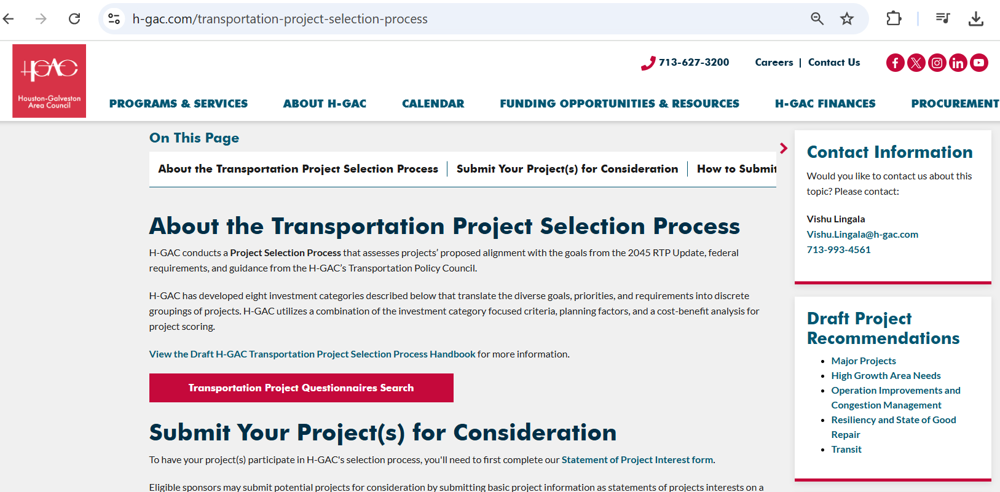 h-gac.com/transportation-project-selection-process
HGAC
Houston-Galveston
Area Council
713-627-3200
Careers | Contact Us
PROGRAMS & SERVICES
ABOUT H-GAC
CALENDAR
FUNDING OPPORTUNITIES & RESOURCES
H-GAC FINANCES
PROCUREMENT
On This Page
About the Transportation Project Selection Process
Submit Your Project(s) for Consideration
How to Submit
About the Transportation Project Selection Process
H-GAC conducts a Project Selection Process that assesses projects’ proposed alignment with the goals from the 2045 RTP Update, federal
requirements, and guidance from the H-GAC’s Transportation Policy Council.
H-GAC has developed eight investment categories described below that translate the diverse goals, priorities, and requirements into discrete
groupings of projects. H-GAC utilizes a combination of the investment category focused criteria, planning factors, and a cost-benefit analysis for
project scoring.
View the Draft H-GAC Transportation Project Selection Process Handbook for more information.
Transportation Project Questionnaires Search
Submit Your Project(s) for Consideration
To have your project(s) participate in H-GAC's selection process, you'll need to first complete our Statement of Project Interest form.
Eligible sponsors may submit potential projects for consideration by submitting basic project information as statements of projects interests on a
Contact Information
Would you like to contact us about this
topic? Please contact:
Vishu Lingala
Vishu.Lingala@h-gac.com
713-993-4561
Draft Project
Recommendations
• Major Projects
• High Growth Area Needs
• Operation Improvements and
Congestion Management
• Resiliency and State of Good
Repair
• Transit